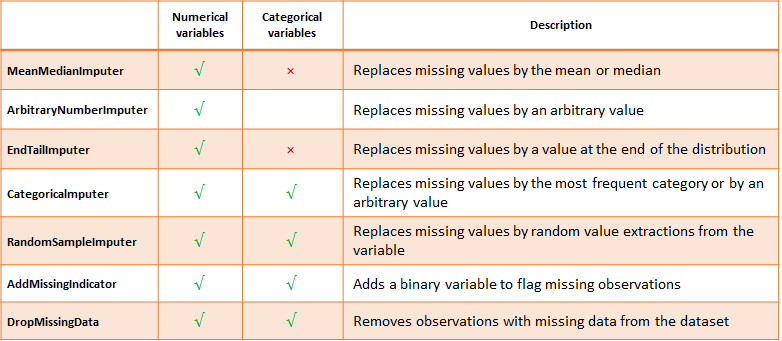 Numerical variables
Categorical variables
Description
MeanMedianImputer √ × Replaces missing values by the mean or median
ArbitraryNumberImputer √ Replaces missing values by an arbitrary value
EndTailImputer √ × Replaces missing values by a value at the end of the distribution
CategoricaImputer √ √ Replaces missing values by the most frequent category or by an
arbitrary value
RandomSampleImputer √ √ Replaces missing values by random value extractions from the
variable
AddMissingIndicator √ √ Adds a binary variable to flag missing observations
DropMissingData √ √ Removes observations with missing data from the dataset